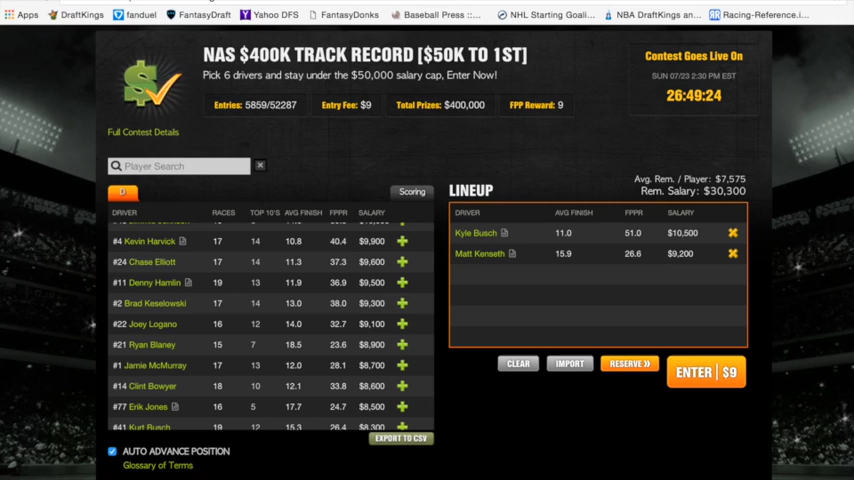 Apps DraftKings fanduel FantasyDraft Yahoo DFS FantasyDonks Baseball Press ::... NHL Starting Goali... NBA DraftKings an... RR Racing-Reference.i...
NAS $400K TRACK RECORD [$50K TO 1ST]
Pick 6 drivers and stay under the $50,000 salary cap, Enter Now!
Entries: 5859/52287 Entry Fee: $9 Total Prizes: $400,000 FPP Reward: 9
Contest Goes Live On
SUN 07/23 2:30 PM EST
26:49:24
Full Contest Details
Player Search
D Scoring
DRIVER RACES TOP 10'S AVG FINISH FPPR SALARY
#4 Kevin Harvick 17 14 10.8 40.4 $9,900
#24 Chase Elliott 17 14 11.3 37.3 $9,600
#11 Denny Hamlin 19 13 11.9 36.9 $9,500
#2 Brad Keselowski 17 14 13.0 38.0 $9,300
#22 Joey Logano 16 12 14.0 32.7 $9,100
#21 Ryan Blaney 15 7 18.5 23.6 $8,900
#1 Jamie McMurray 17 13 12.0 28.1 $8,700
#14 Clint Bowyer 18 10 12.1 33.8 $8,600
#77 Erik Jones 16 5 17.7 24.7 $8,500
#41 Kurt Busch 19 12 15.3 26.4 $8,300
EXPORT TO CSV
AUTO ADVANCE POSITION
Glossary of Terms
LINEUP
Avg. Rem. / Player: $7,575
Rem. Salary: $30,300
DRIVER AVG FINISH FPPR SALARY
Kyle Busch 11.0 51.0 $10,500
Matt Kenseth 15.9 26.6 $9,200
CLEAR IMPORT RESERVE ENTER | $9